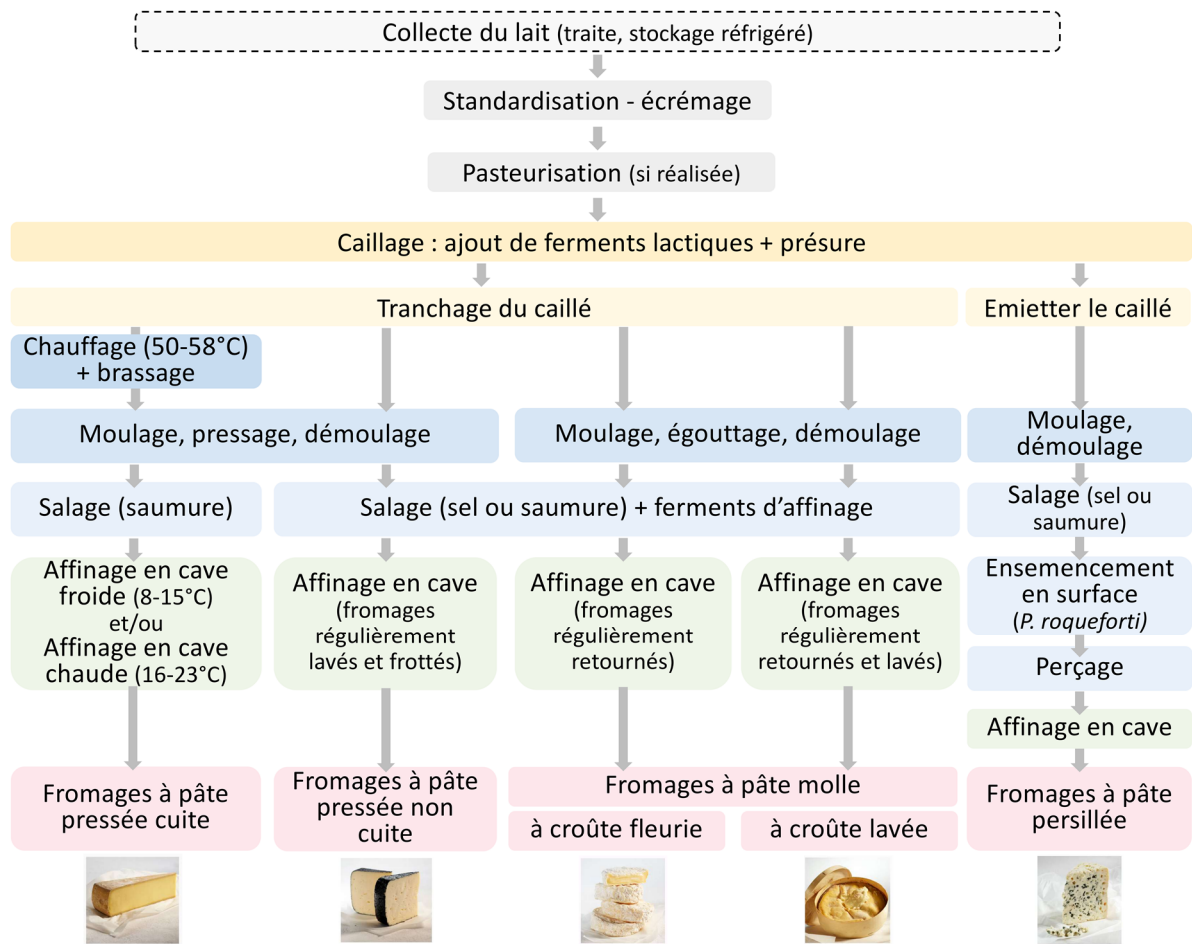 Collecte du lait (traite, stockage réfrigéré)
Standardisation - écrémage
Pasteurisation (si réalisée)
Caillage : ajout de ferments lactiques + présure
Tranchage du caillé
Emietter le caillé
Chauffage (50-58°C)
+ brassage
Moulage, pressage, démoulage
Moulage, égouttage, démoulage
Moulage,
démoulage
Salage (saumure)
Salage (sel ou saumure) + ferments d’affinage
Salage (sel ou
saumure)
Affinage en cave
froide (8-15°C)
et/ou
Affinage en cave
chaude (16-23°C)
Affinage en cave
(fromages
régulièrement
lavés et frottés)
Affinage en cave
(fromages
régulièrement
retournés)
Affinage en cave
(fromages
régulièrement
retournés et lavés)
Ensemencement
en surface
(P. roqueforti)
Perçage
Affinage en cave
Fromages à pâte
pressée cuite
Fromages à pâte
pressée non
cuite
Fromages à pâte molle
à croûte fleurie
à croûte lavée
Fromages à pâte
persillée